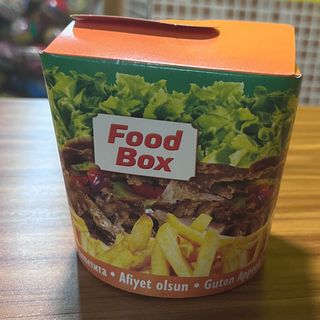 Food
Box
• Afiyet olsun • Guten